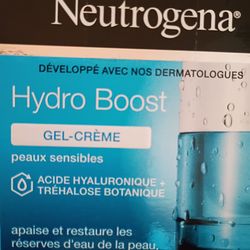 Neutrogena®
DÉVELOPPÉ AVEC NOS DERMATOLOGUES
Hydro Boost
GEL-CRÈME
peaux sensibles
ACIDE HYALURONIQUE +
TRÉHALOSE BOTANIQUE
apaise et restaure les
réserves d'eau de la peau.